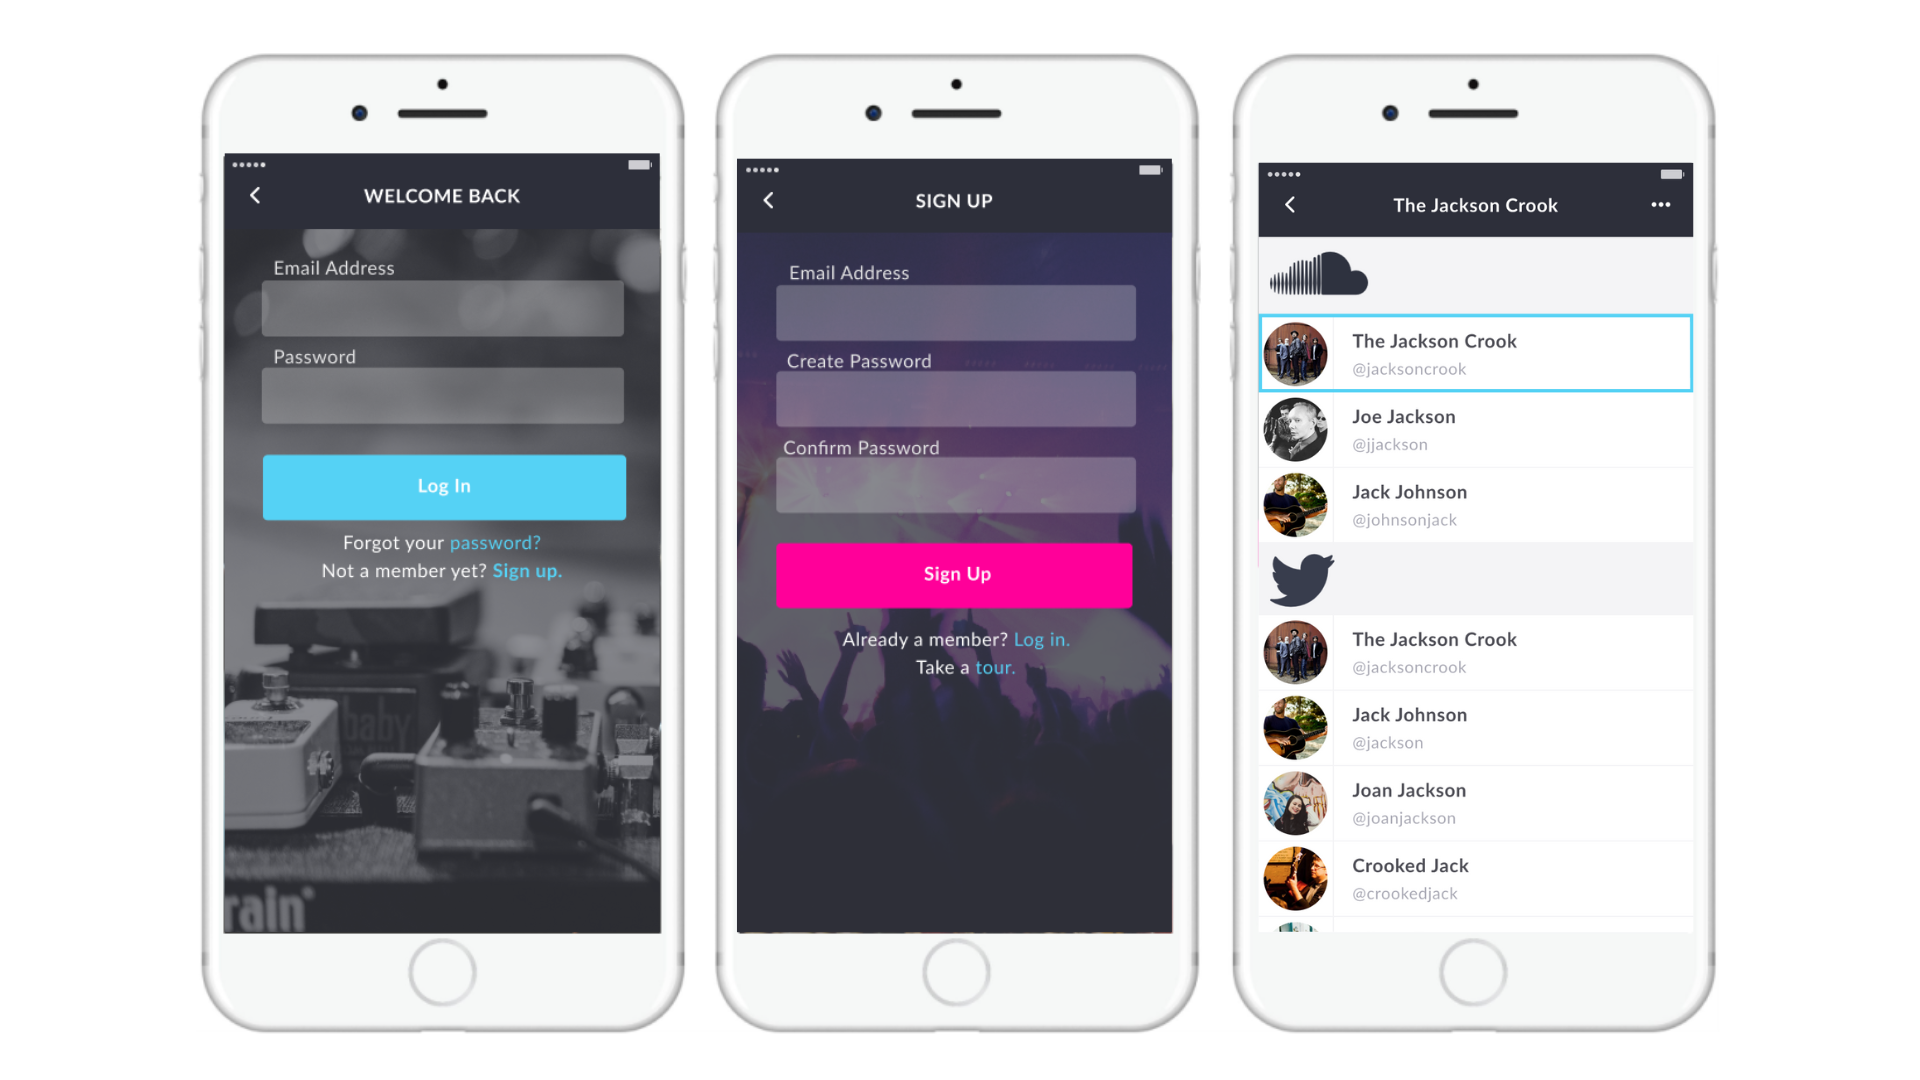 WELCOME BACK
Email Address
Password
Log In
Forgot your password?
Not a member yet? Sign up.
baby
rain
SIGN UP
Email Address
Create Password
Confirm Password
Sign Up
Already a member? Log in.
Take a tour.
The Jackson Crook
The Jackson Crook
@jacksoncrook
Joe Jackson
@jjackson
Jack Johnson
@johnsonjack
The Jackson Crook
@jacksoncrook
Jack Johnson
@jackson
Joan Jackson
@joanjackson
Crooked Jack
@crookedjack